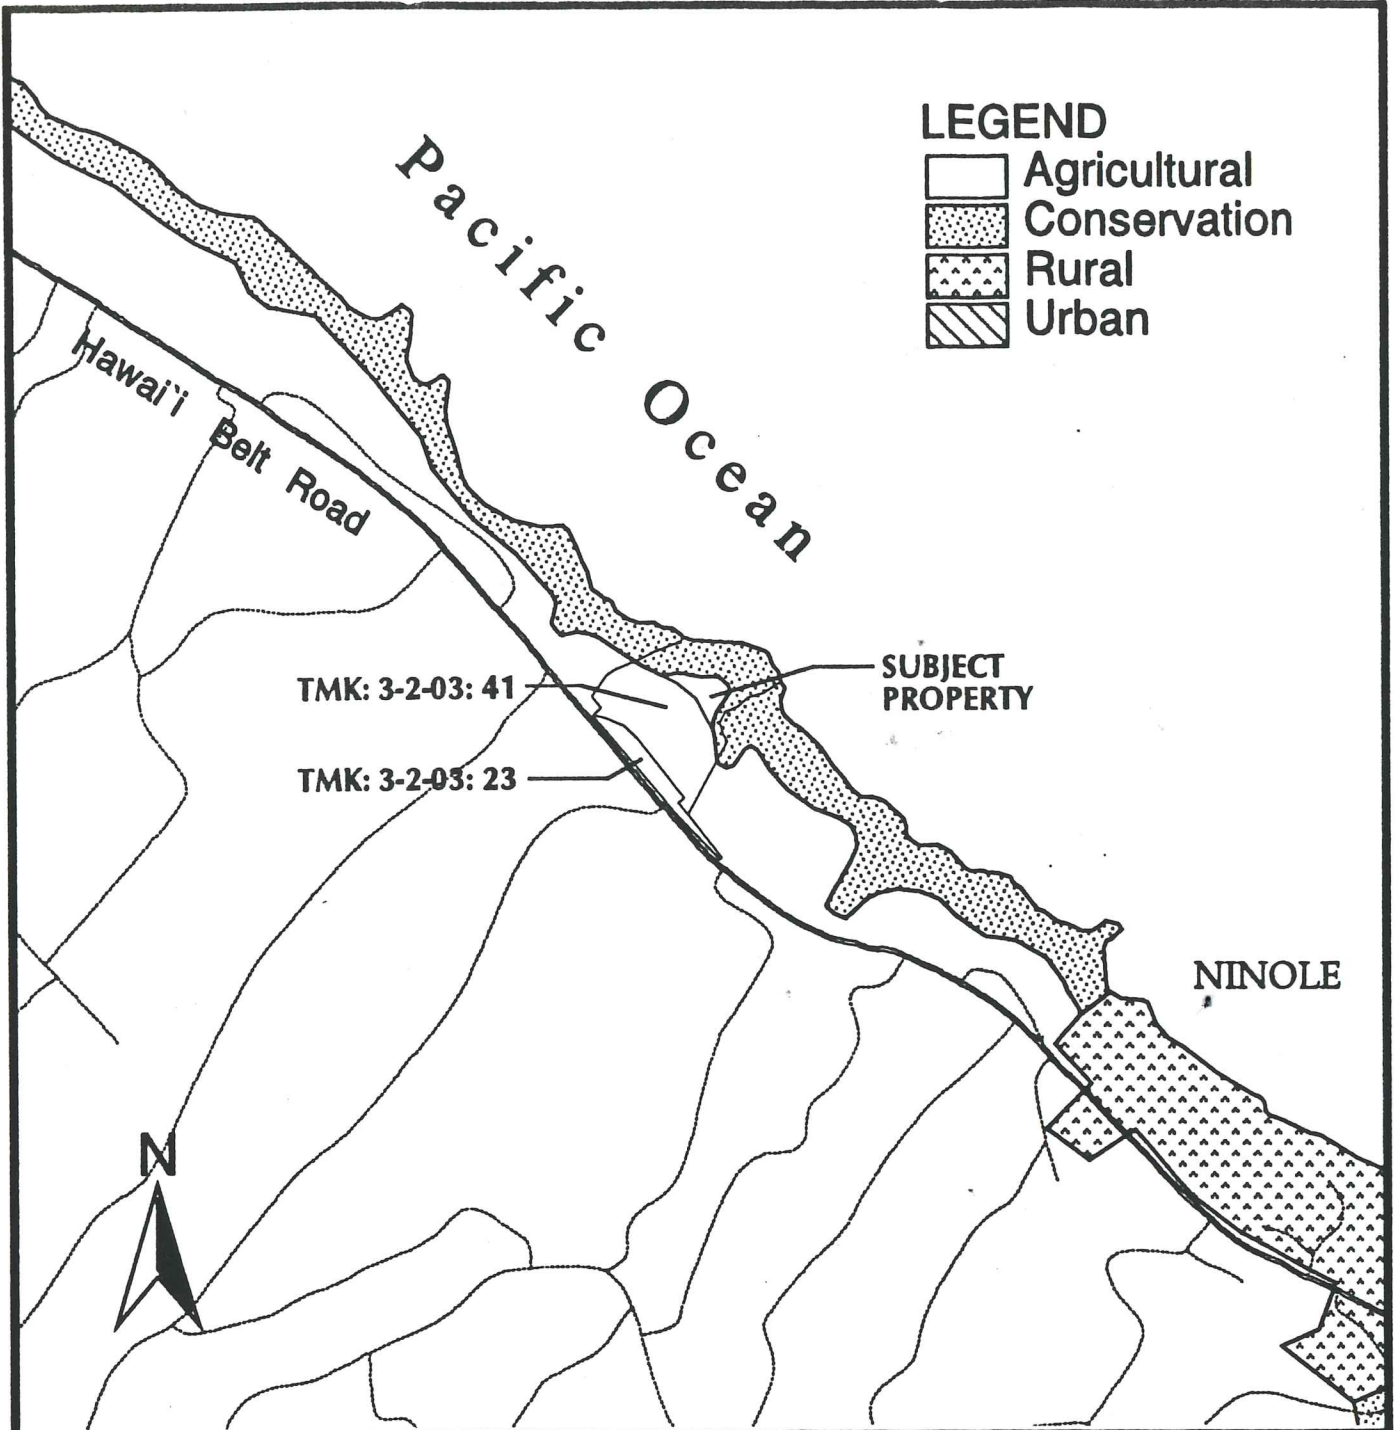 LEGEND
Agricultural
Conservation
Rural
Urban
Pacific Ocean
Hawai`i Belt Road
SUBJECT
PROPERTY
TMK: 3-2-03: 41
TMK: 3-2-03: 23
NINOLE
N